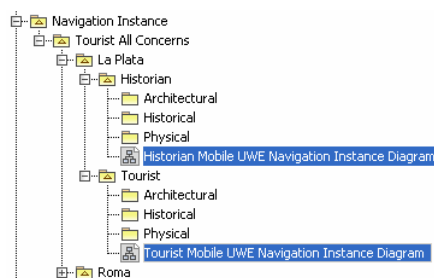 Navigation Instance
Tourist All Concerns
La Plata
Historian
Architectural
Historical
Physical
Historian Mobile UWE Navigation Instance Diagram
Tourist
Architectural
Historical
Physical
Tourist Mobile UWE Navigation Instance Diagram
Roma